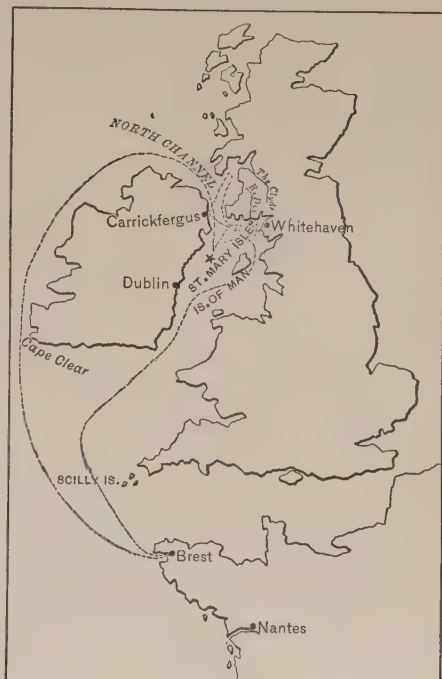 NORTH CHANNEL
The Clyde
Carrickfergus
Whitehaven
ST. MARY ISLE
Dublin
IS. OF MAN
Cape Clear
SCILLY IS.
Brest
Nantes